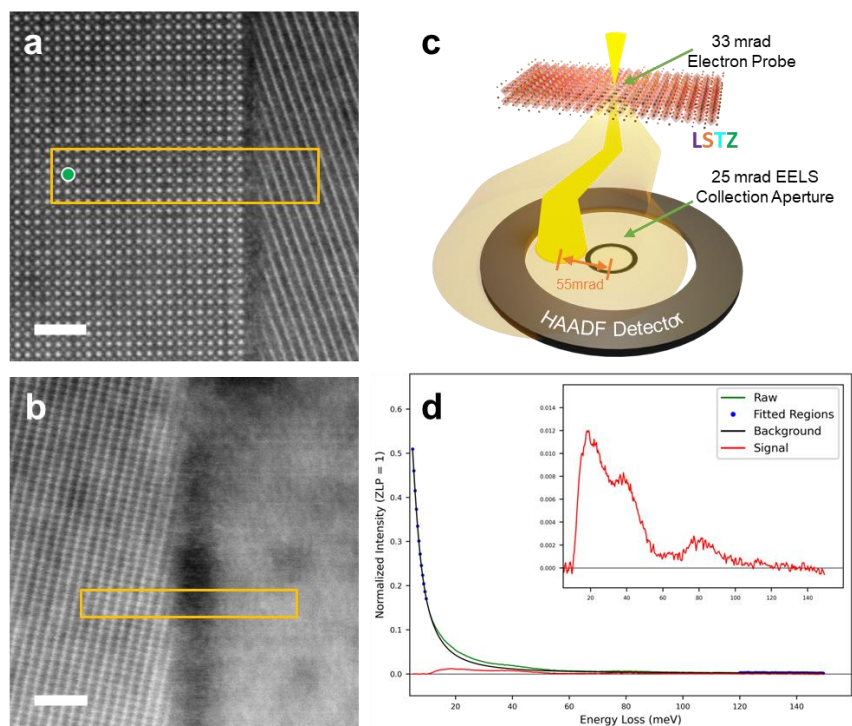 a
b
c
33 mrad
Electron Probe
LSTZ
25 mrad EELS
Collection Aperture
55mrad
HAADF Detector
d
Raw
Fitted Regions
Background
Signal
0.014
0.012
0.010
0.008
0.006
0.004
0.002
0.000
20 40 60 80 100 120 140
0.6
0.5
0.4
0.3
0.2
0.1
0.0
Normalized Intensity (ZLP = 1)
20 40 60 80 100 120 140
Energy Loss (meV)